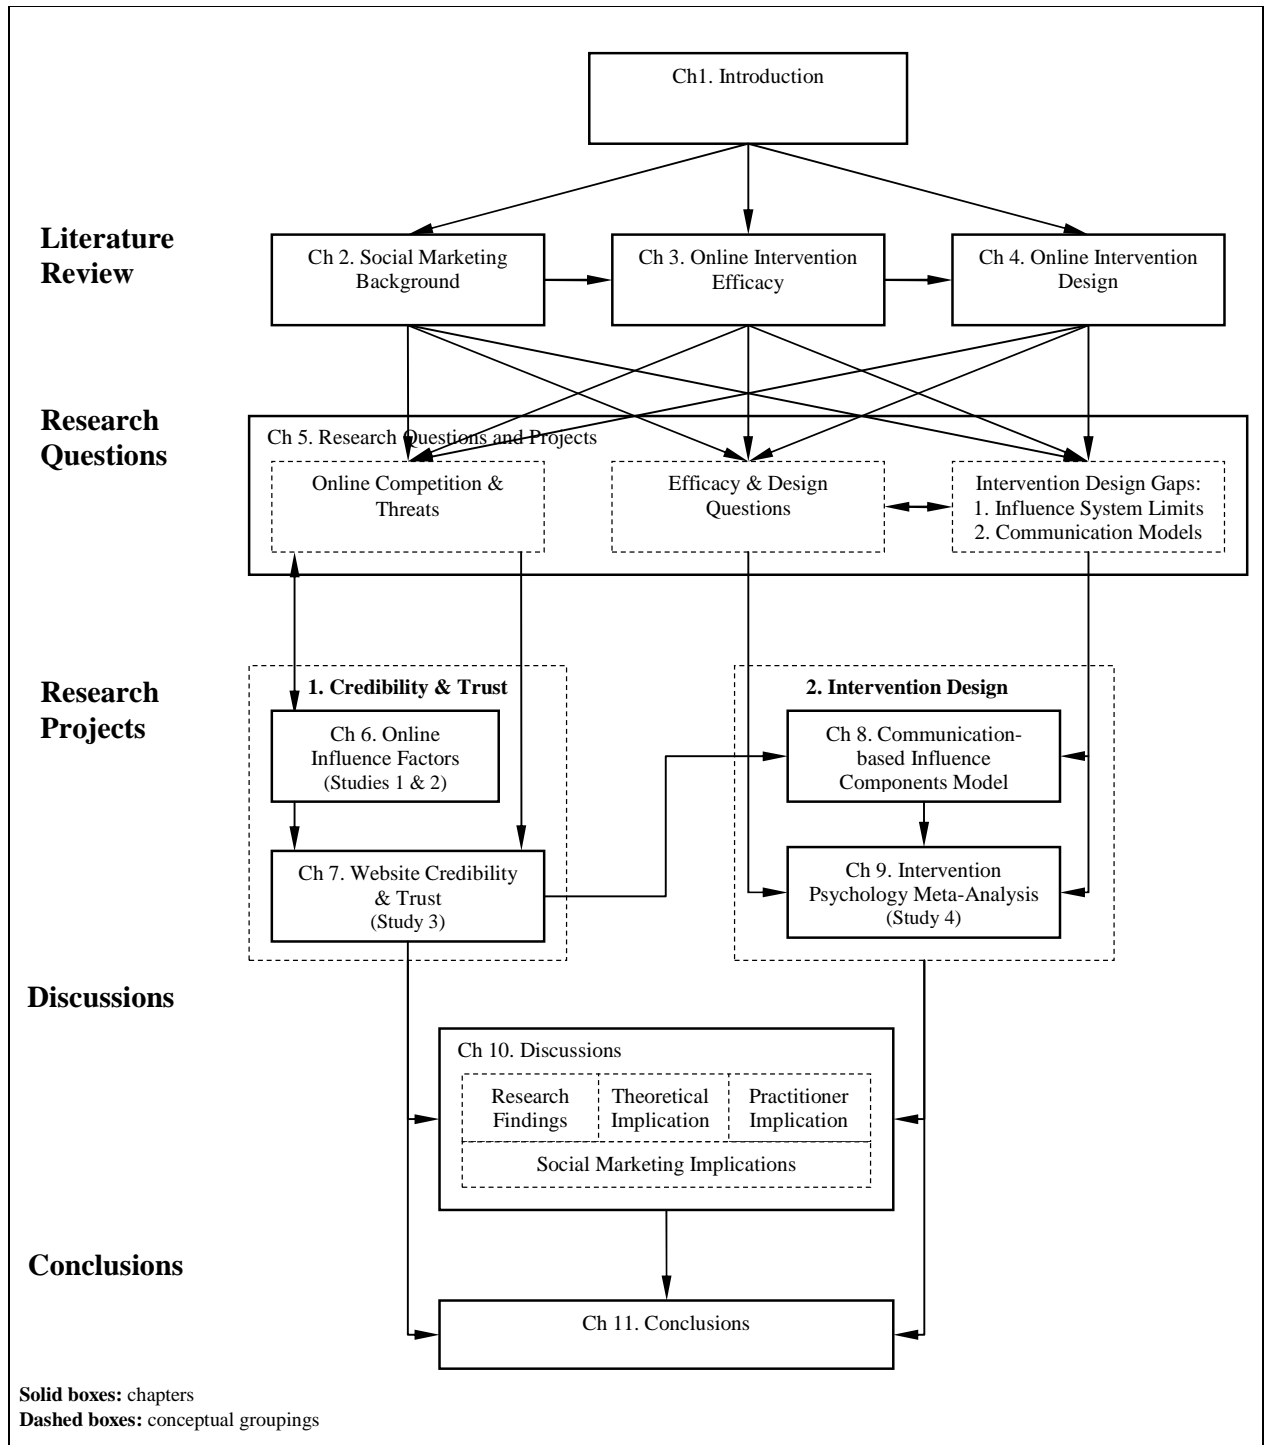 Ch1. Introduction
Literature
Review
Ch 2. Social Marketing
Background
Ch 3. Online Intervention
Efficacy
Ch 4. Online Intervention
Design
Research
Questions
Ch 5. Research Questions and Projects
Online Competition &
Threats
Efficacy & Design
Questions
Intervention Design Gaps:
1. Influence System Limits
2. Communication Models
Research
Projects
1. Credibility & Trust
Ch 6. Online
Influence Factors
(Studies 1 & 2)
Ch 7. Website Credibility
& Trust
(Study 3)
2. Intervention Design
Ch 8. Communication-
based Influence
Components Model
Ch 9. Intervention
Psychology Meta-Analysis
(Study 4)
Discussions
Ch 10. Discussions
Research
Findings
Theoretical
Implication
Practitioner
Implication
Social Marketing Implications
Conclusions
Ch 11. Conclusions
Solid boxes: chapters
Dashed boxes: conceptual groupings